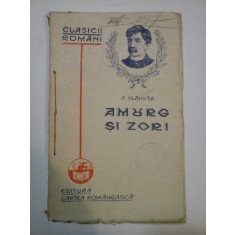 CLASICII
ROMÂNI
A. VLAHUȚĂ
AMURG
ȘI ZORI
EDITURA
CARTEA ROMÂNEASCĂ